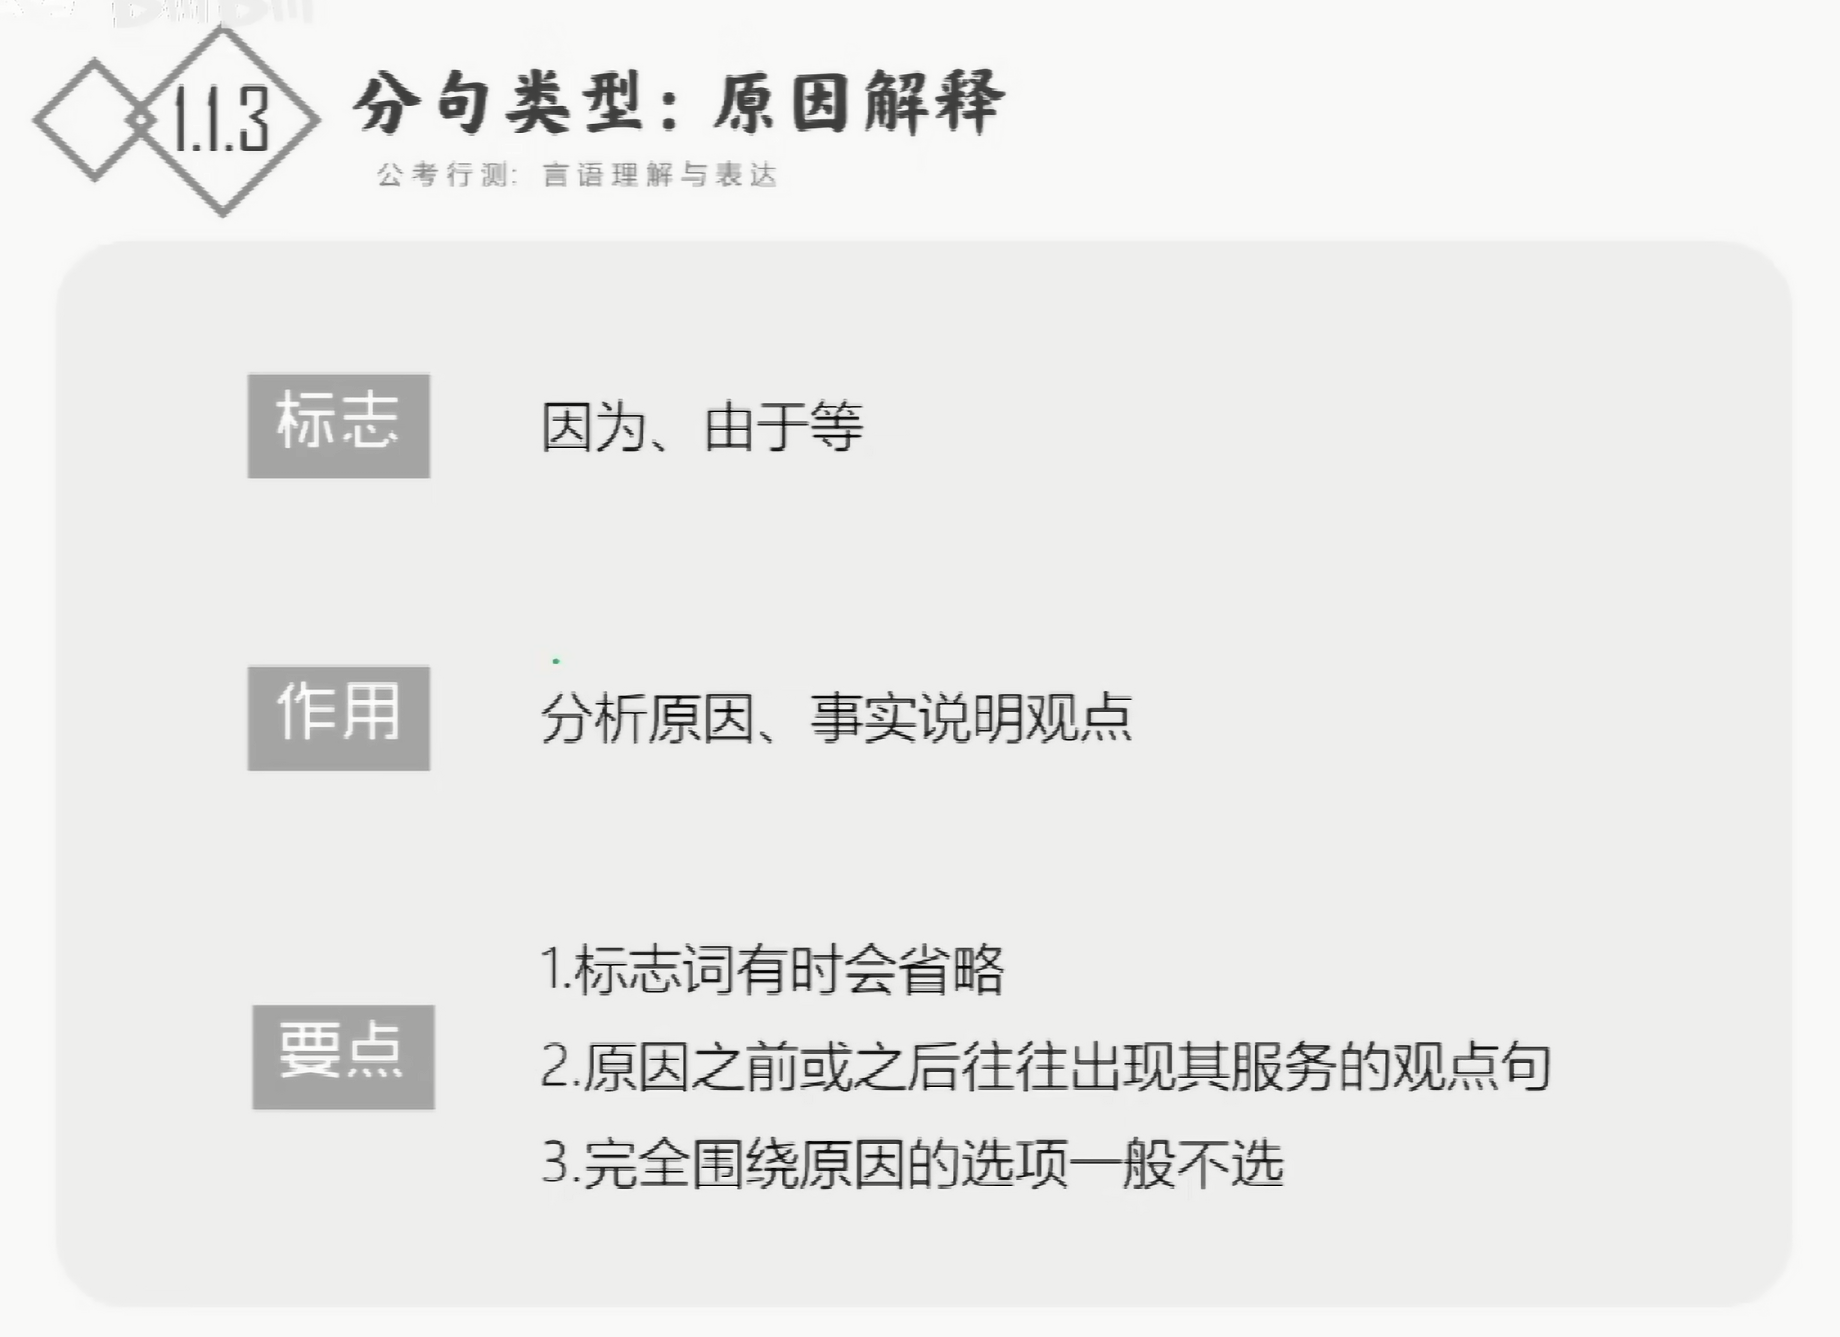 1.1.3
分句类型：原因解释
公考行测：言语理解与表达
标志
因为、由于等
作用
分析原因、事实说明观点
要点
1.标志词有时会省略
2.原因之前或之后往往出现其服务的观点句
3.完全围绕原因的选项一般不选